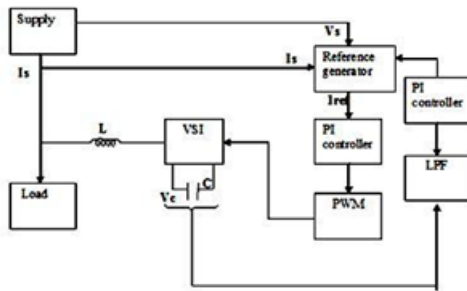 Supply
Vs
Is
Is
Reference
generator
Iref
PI
controller
PI
controller
L
VSI
LPF
Load
Vc
C
PWM